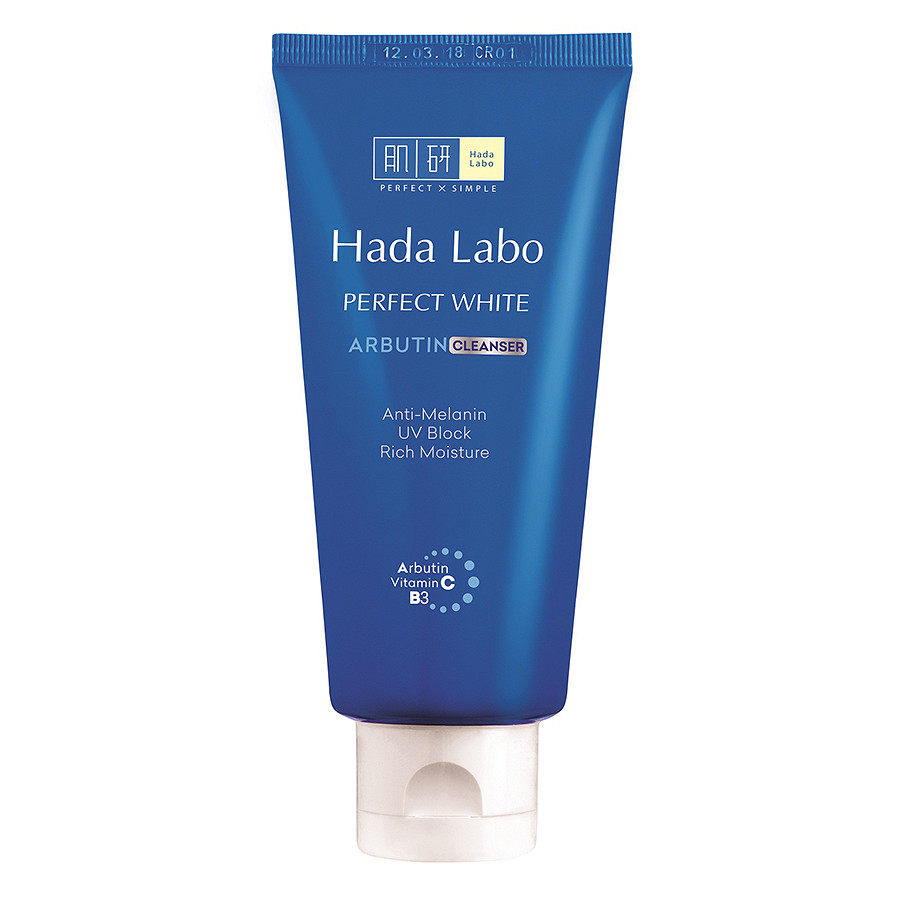 12.03.18 CR01
肌研 Hada Labo
PERFECT X SIMPLE
Hada Labo
PERFECT WHITE
ARBUTIN CLEANSER
Anti-Melanin
UV Block
Rich Moisture
Arbutin
Vitamin C
B3